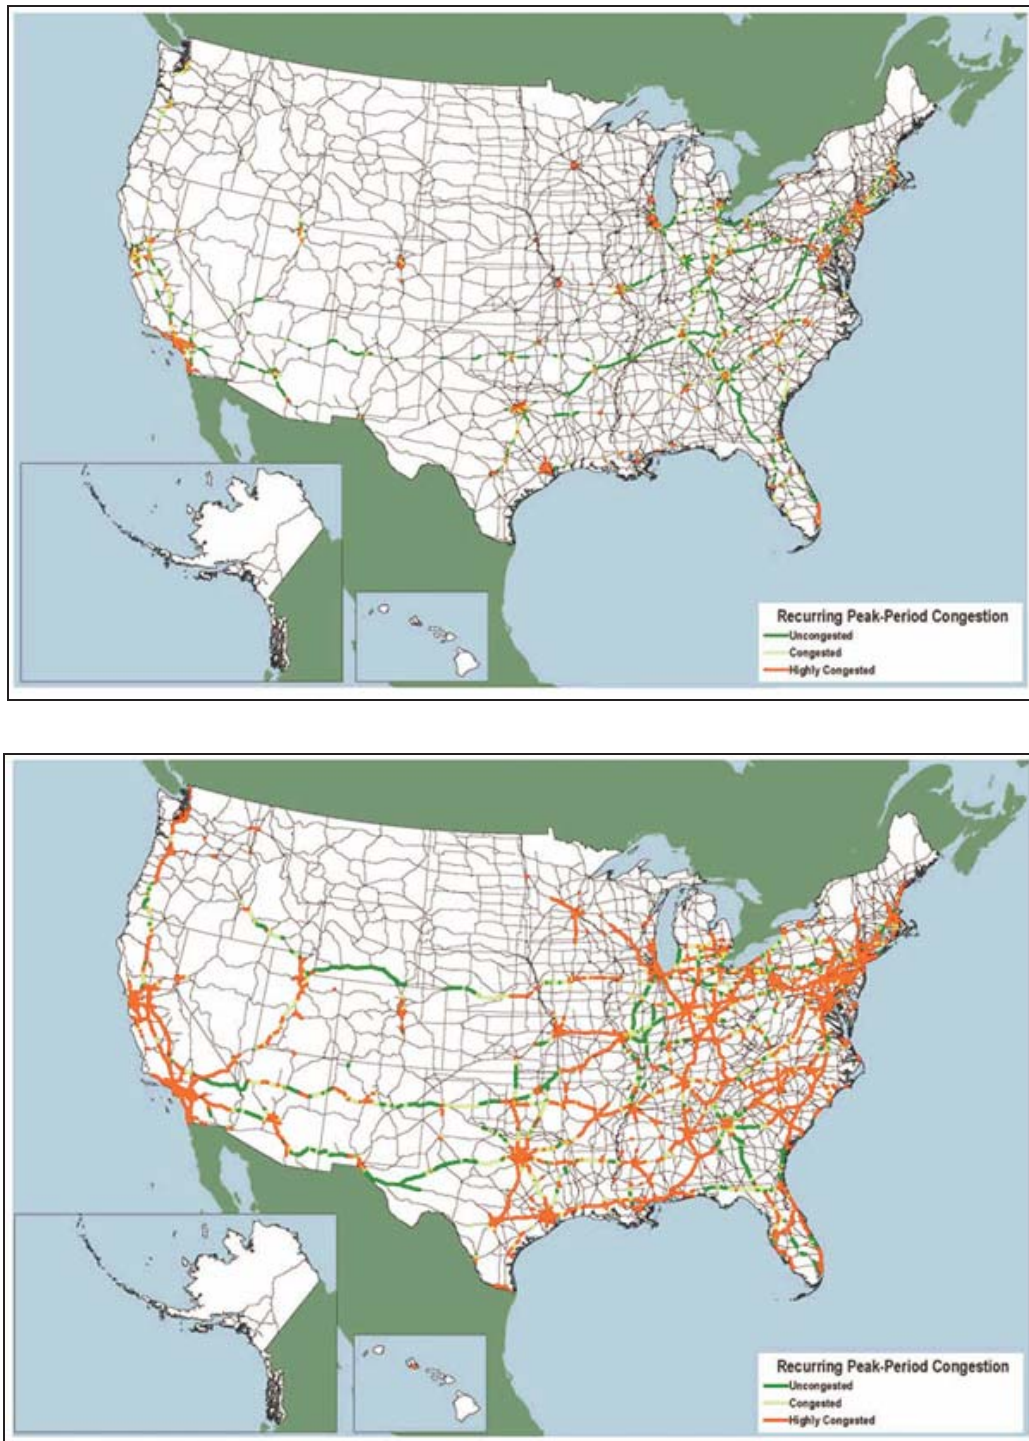 Recurring Peak-Period Congestion
Uncongested
Congested
Highly Congested
Recurring Peak-Period Congestion
Uncongested
Congested
Highly Congested